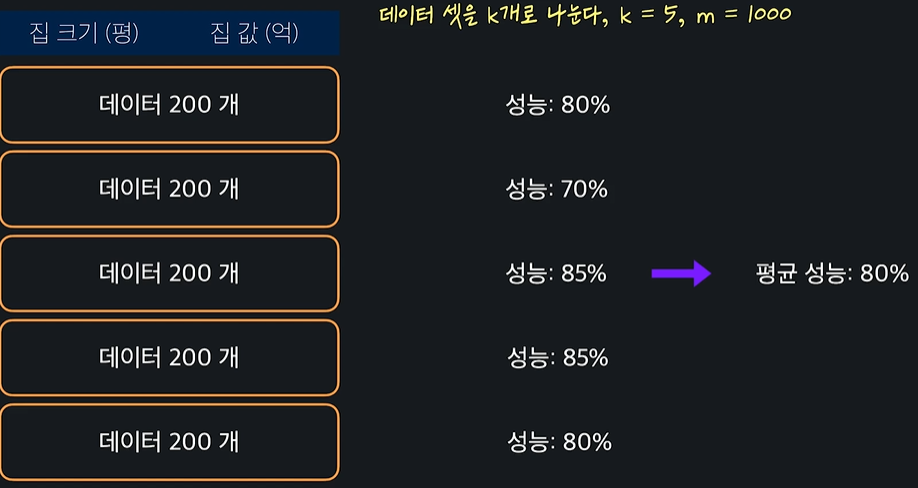 데이터 셋을 k개로 나눈다, k = 5, m = 1000
집 크기 (평) 집 값 (억)
데이터 200 개 성능: 80%
데이터 200 개 성능: 70%
데이터 200 개 성능: 85% 평균 성능: 80%
데이터 200 개 성능: 85%
데이터 200 개 성능: 80%